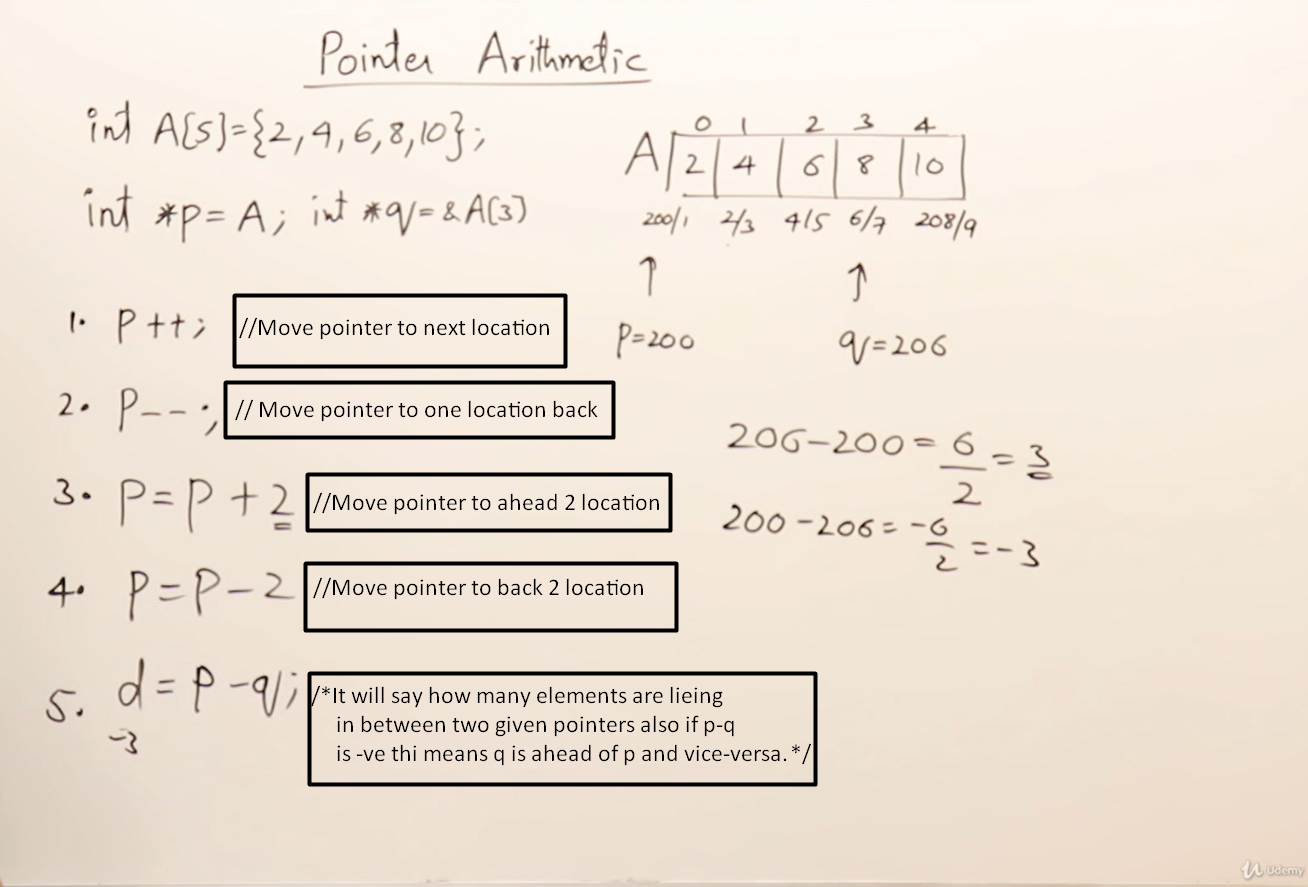 Pointer Arithmetic
int A[5]={2,4,6,8,10};
int *p=A; int *q=&A[3]
0 1 2 3 4
A 2 4 6 8 10
200/1 2/3 4/5 6/7 208/9
↑ ↑
p=200 q=206
1. P++; //Move pointer to next location
2. P--; // Move pointer to one location back
3. P=P+2 //Move pointer to ahead 2 location
4. P=P-2 //Move pointer to back 2 location
5. d=P-q; /*It will say how many elements are lieing
in between two given pointers also if p-q
is -ve thi means q is ahead of p and vice-versa.*/
-3
206-200=6/2=3
200-206=-6/2=-3
Udemy